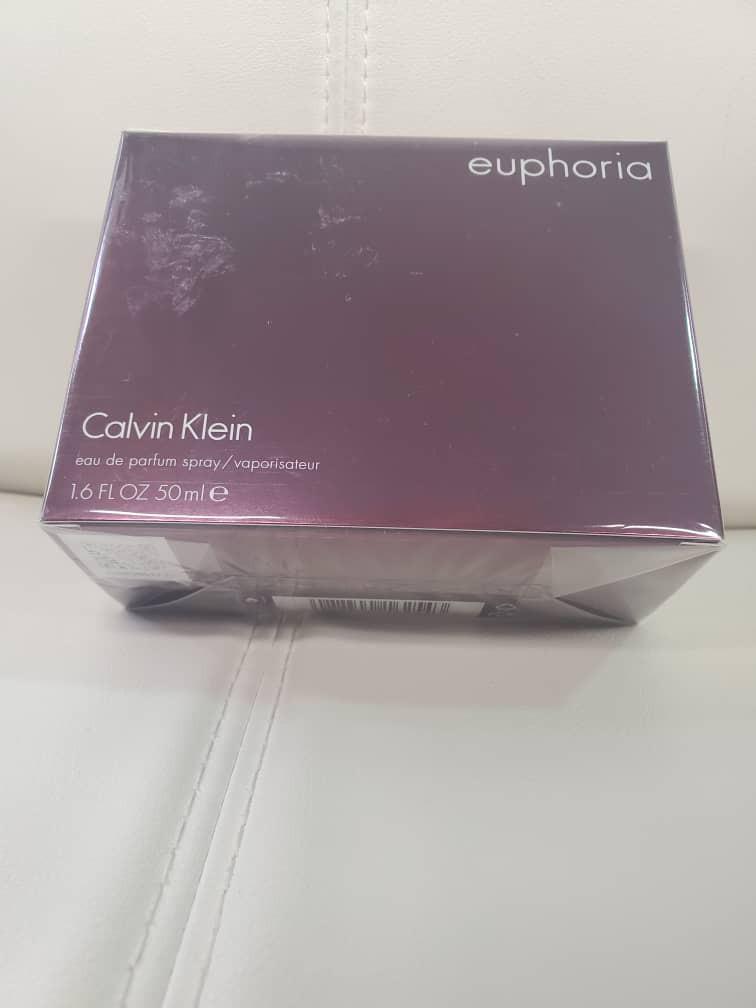 euphoria
Calvin Klein
eau de parfum spray/vaporisateur
1.6 FL OZ 50 ml ℮